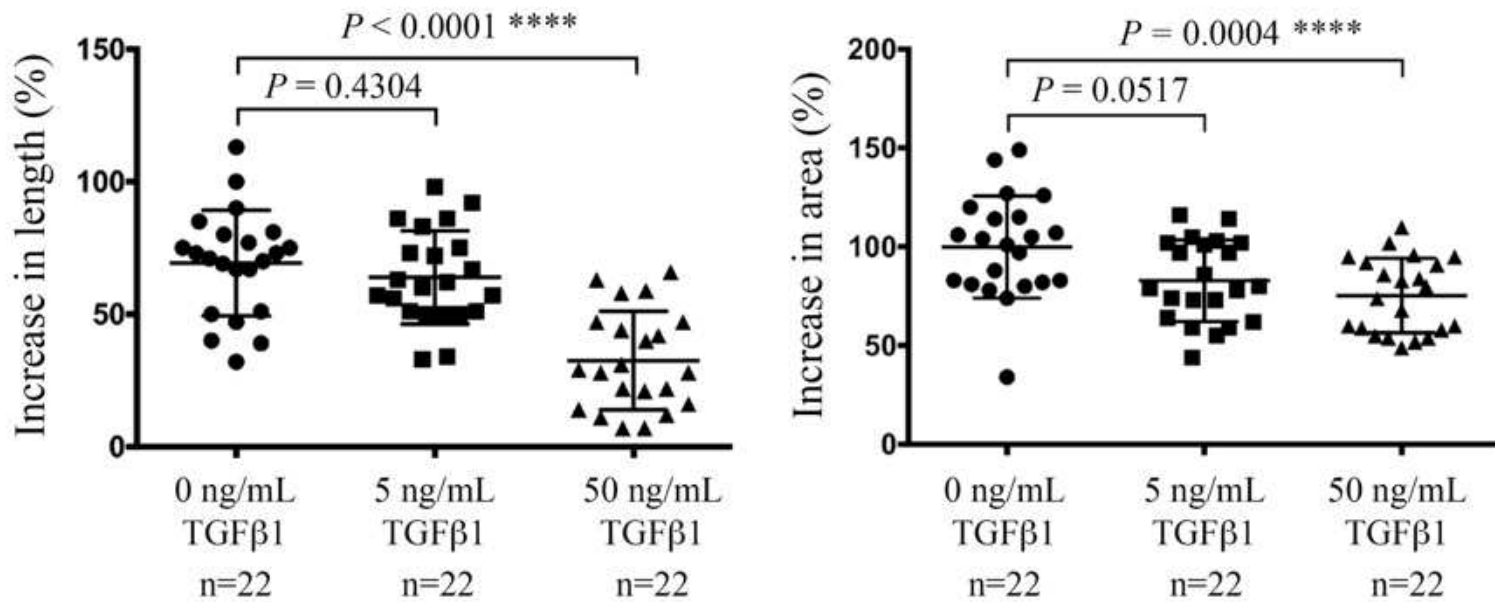 P < 0.0001 ****
P = 0.4304
Increase in length (%)
150
100
50
0
0 ng/mL
TGFβ1
n=22
5 ng/mL
TGFβ1
n=22
50 ng/mL
TGFβ1
n=22
P = 0.0004 ****
P = 0.0517
Increase in area (%)
200
150
100
50
0
0 ng/mL
TGFβ1
n=22
5 ng/mL
TGFβ1
n=22
50 ng/mL
TGFβ1
n=22